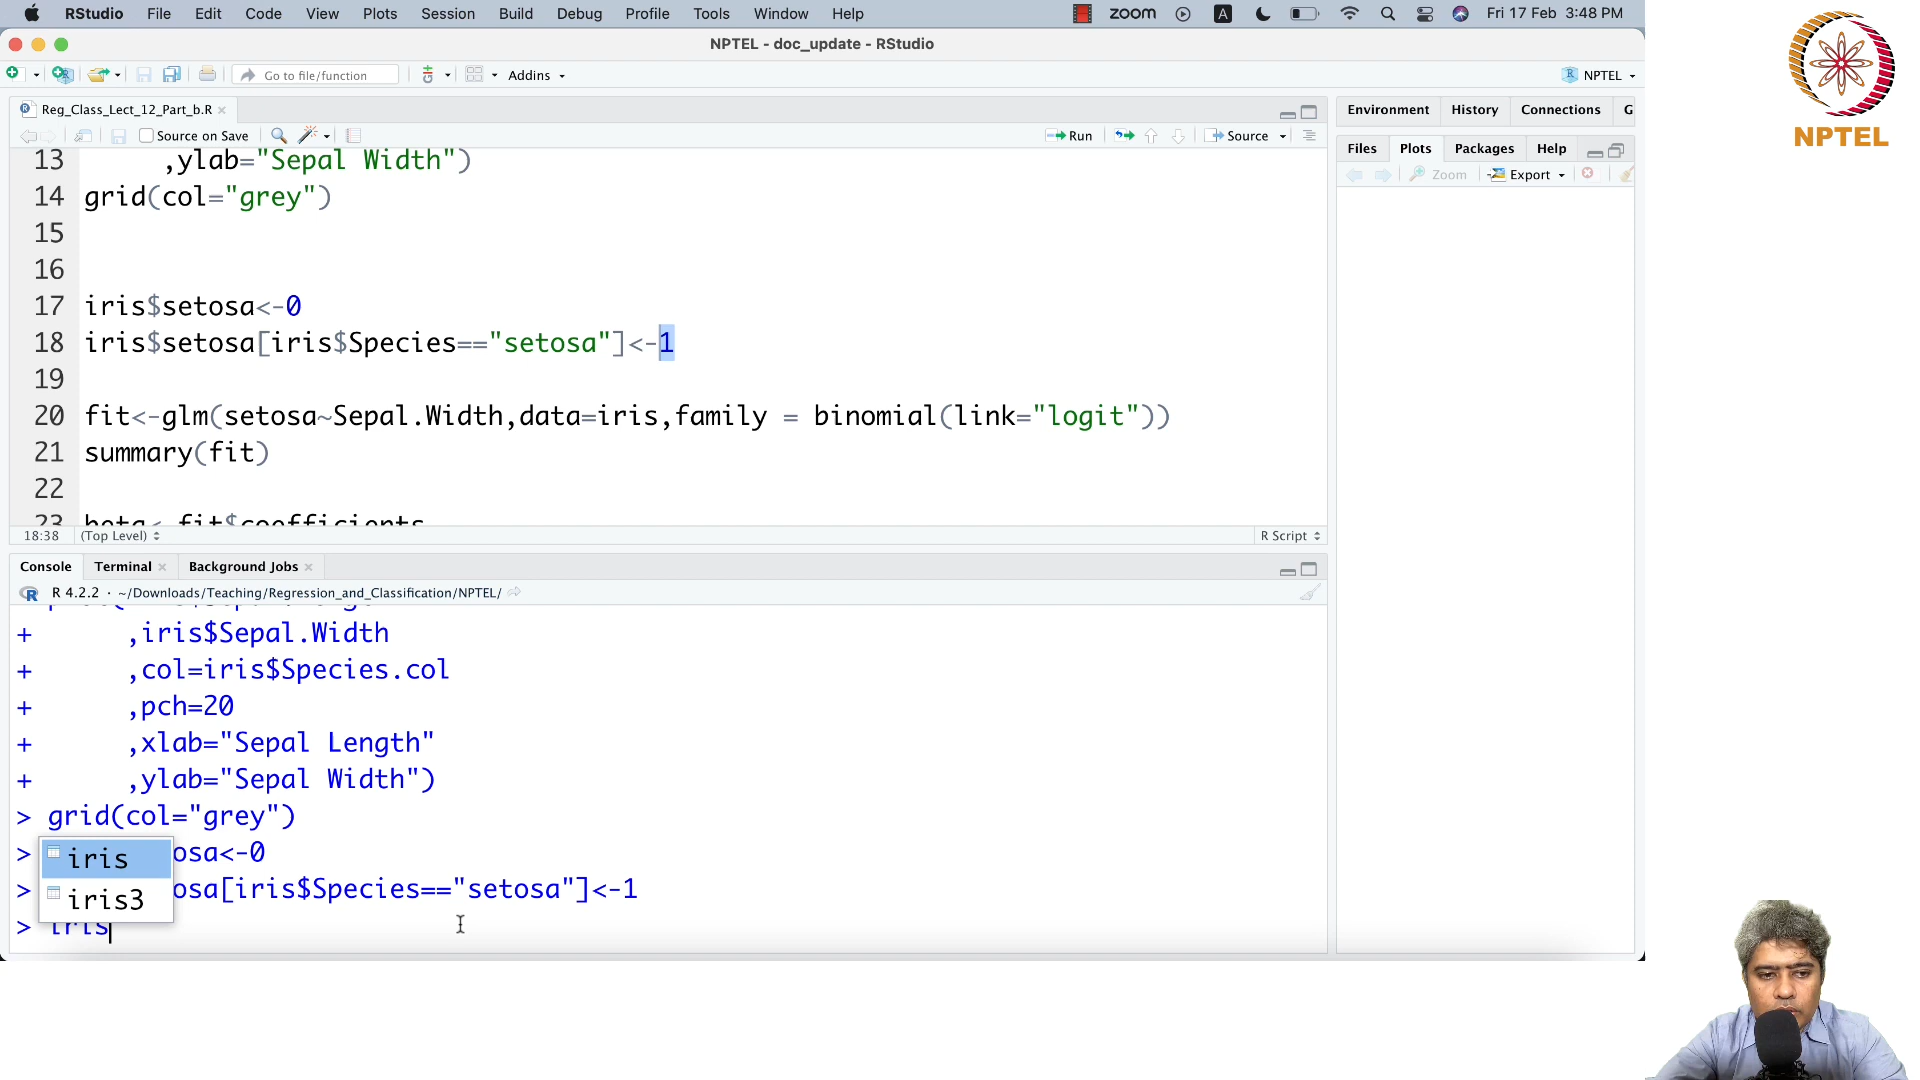 RStudio File Edit Code View Plots Session Build Debug Profile Tools Window Help zoom A Fri 17 Feb 3:48 PM
NPTEL - doc_update - RStudio
Go to file/function Addins NPTEL
Reg_Class_Lect_12_Part_b.R
Source on Save Run Source
13 ,ylab="Sepal Width")
14 grid(col="grey")
15
16
17 iris$setosa<-0
18 iris$setosa[iris$Species=="setosa"]<-1
19
20 fit<-glm(setosa~Sepal.Width,data=iris,family = binomial(link="logit"))
21 summary(fit)
22
23 beta<-fit$coefficients
18:38 (Top Level) R Script
Console Terminal Background Jobs
R R 4.2.2 · ~/Downloads/Teaching/Regression_and_Classification/NPTEL/
+ ,iris$Sepal.Width
+ ,col=iris$Species.col
+ ,pch=20
+ ,xlab="Sepal Length"
+ ,ylab="Sepal Width")
> grid(col="grey")
> osa<-0
> osa[iris$Species=="setosa"]<-1
> iris
iris
iris3
Environment History Connections G
Files Plots Packages Help
Zoom Export
NPTEL